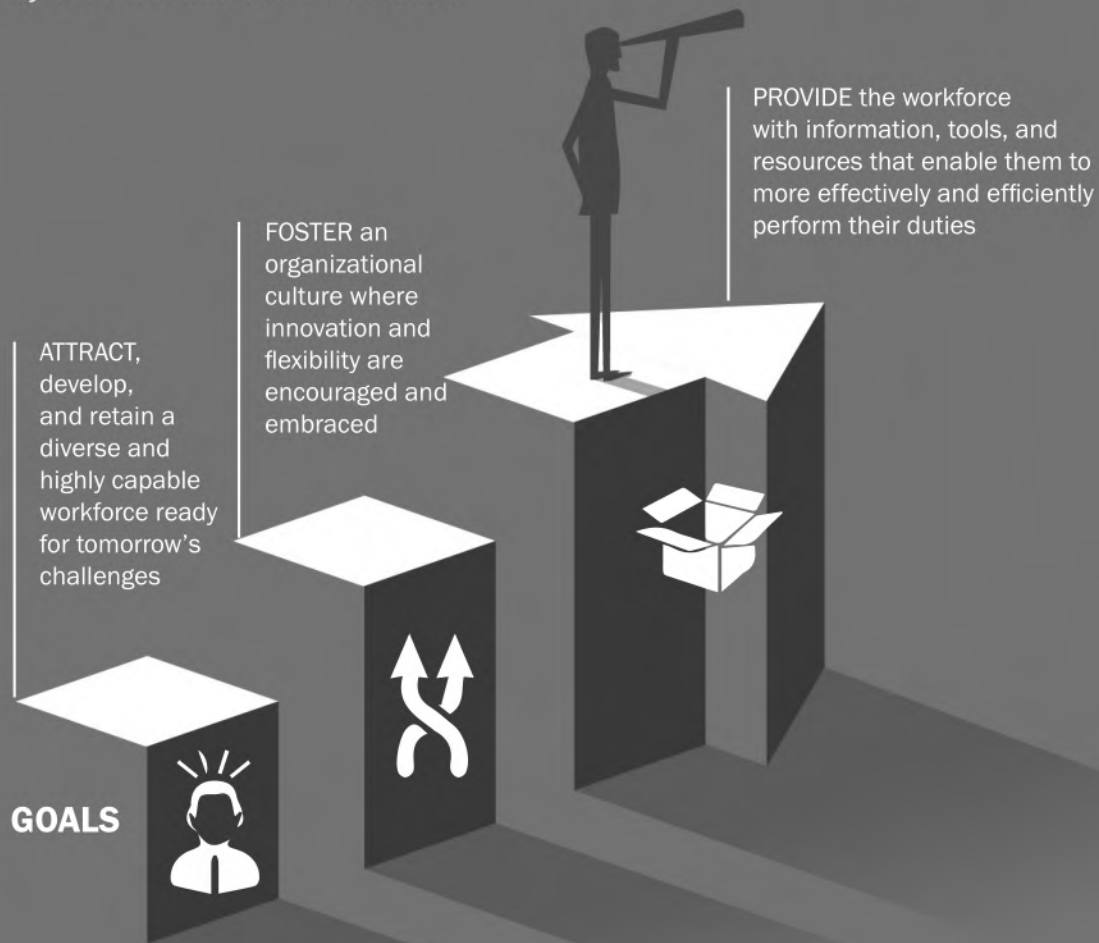 ATTRACT,
develop,
and retain a
diverse and
highly capable
workforce ready
for tomorrow's
challenges
FOSTER an
organizational
culture where
innovation and
flexibility are
encouraged and
embraced
PROVIDE the workforce
with information, tools, and
resources that enable them to
more effectively and efficiently
perform their duties
GOALS